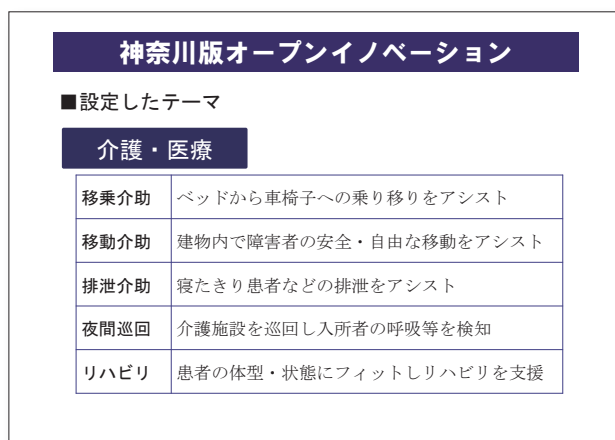 神奈川版オープンイノベーション
■設定したテーマ
介護・医療
移乗介助 ベッドから車椅子への乗り移りをアシスト
移動介助 建物内で障害者の安全・自由な移動をアシスト
排泄介助 寝たきり患者などの排泄をアシスト
夜間巡回 介護施設を巡回し入所者の呼吸等を検知
リハビリ 患者の体型・状態にフィットしリハビリを支援